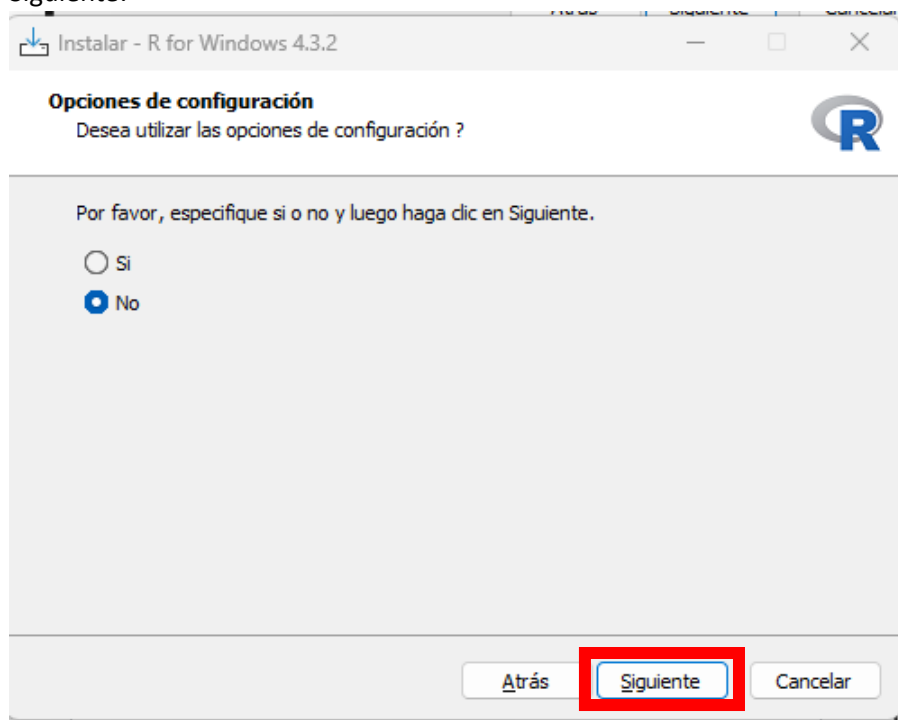 Instalar - R for Windows 4.3.2
Opciones de configuración
Desea utilizar las opciones de configuración ?
R
Por favor, especifique si o no y luego haga clic en Siguiente.
Si
No
Atrás Siguiente Cancelar